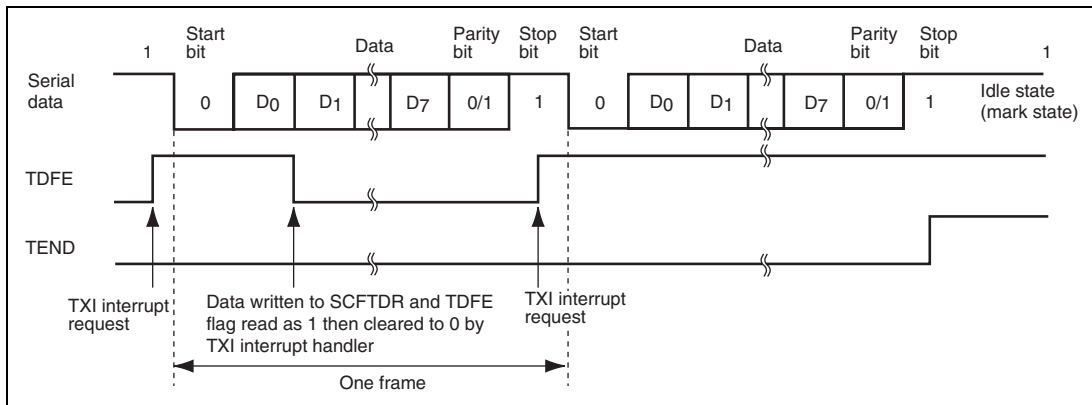 1 Start bit Data Parity bit Stop bit Start bit Data Parity bit Stop bit 1
Serial data 0 D0 D1 D7 0/1 1 0 D0 D1 D7 0/1 1 Idle state (mark state)
TDFE
TEND
TXI interrupt request
Data written to SCFTDR and TDFE
flag read as 1 then cleared to 0 by
TXI interrupt handler
TXI interrupt request
One frame